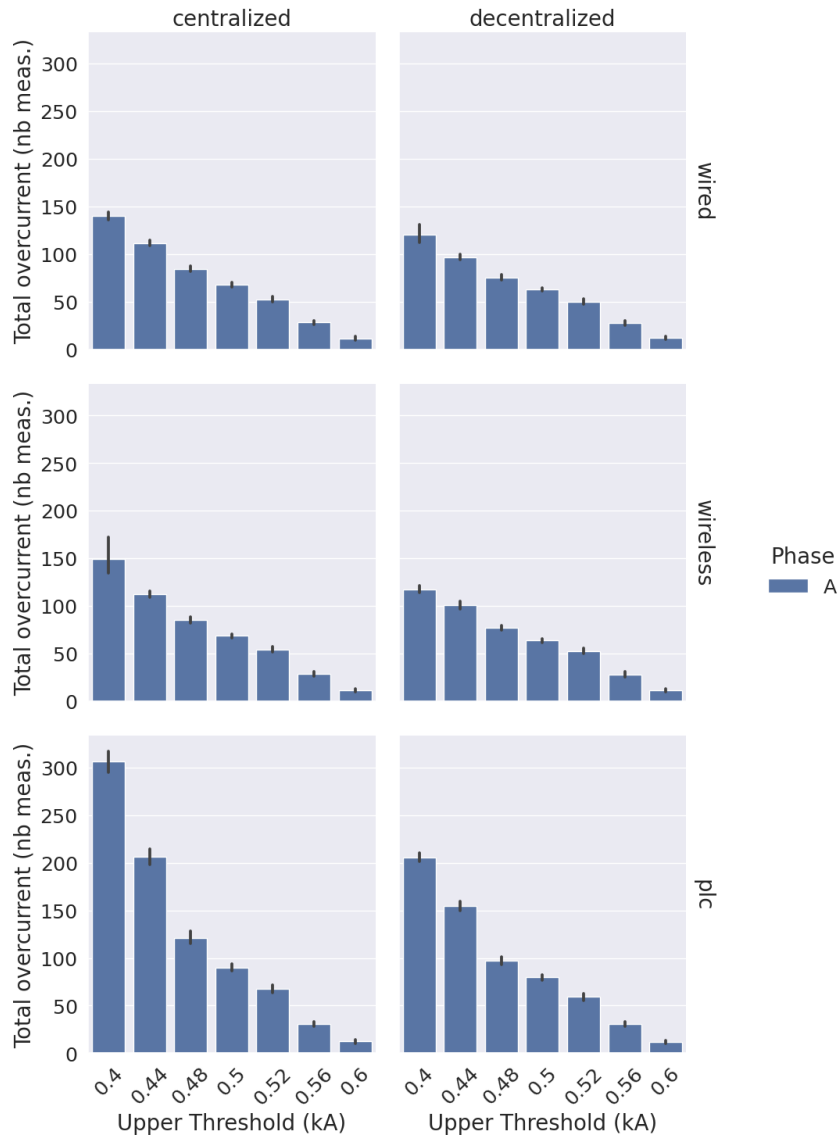 centralized
decentralized
Total overcurrent (nb meas.)
300
250
200
150
100
50
0
wired
Total overcurrent (nb meas.)
300
250
200
150
100
50
0
wireless
Phase
A
Total overcurrent (nb meas.)
300
250
200
150
100
50
0
plc
0.4 0.44 0.48 0.5 0.52 0.56 0.6
0.4 0.44 0.48 0.5 0.52 0.56 0.6
Upper Threshold (kA)
Upper Threshold (kA)